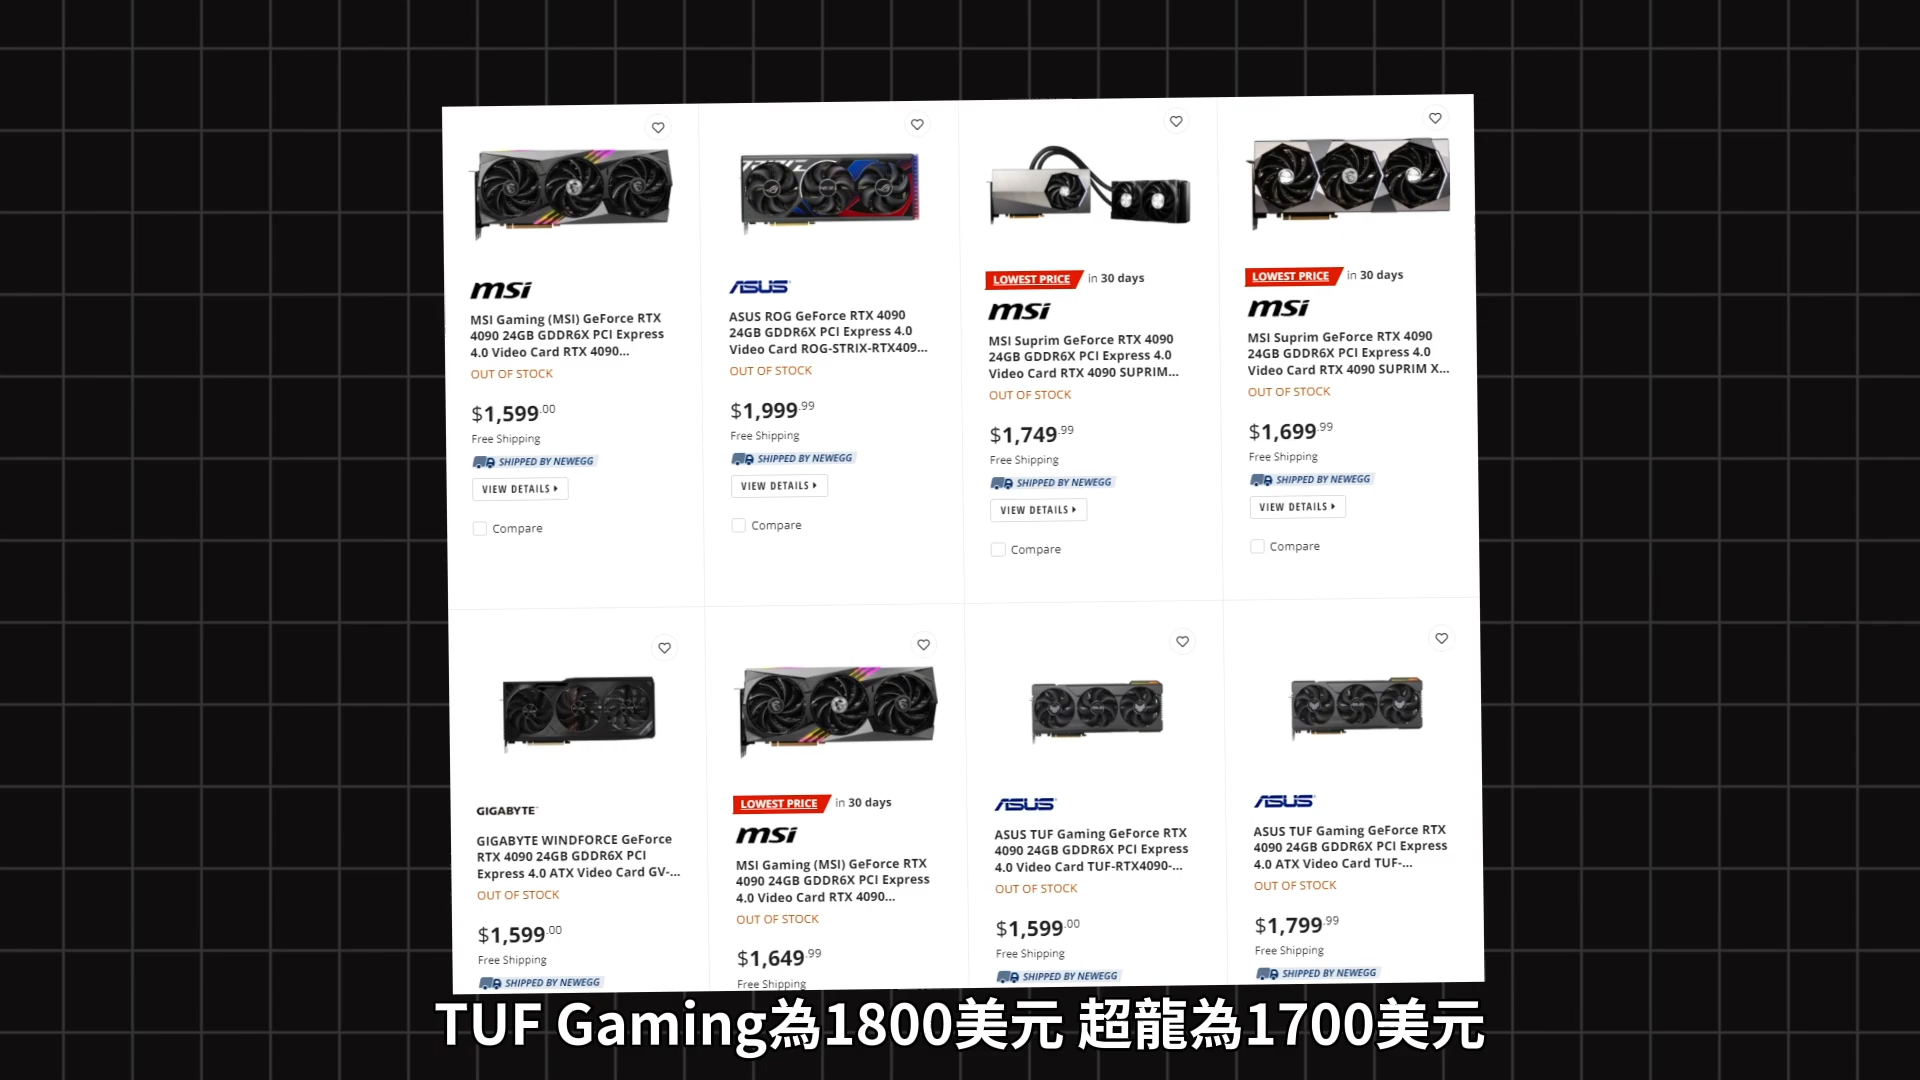 msi
MSI Gaming (MSI) GeForce RTX
4090 24GB GDDR6X PCI Express
4.0 Video Card RTX 4090...
OUT OF STOCK
$1,599.00
Free Shipping
SHIPPED BY NEWEGG
VIEW DETAILS
Compare
ASUS
ASUS ROG GeForce RTX 4090
24GB GDDR6X PCI Express 4.0
Video Card ROG-STRIX-RTX409...
OUT OF STOCK
$1,999.99
Free Shipping
SHIPPED BY NEWEGG
VIEW DETAILS
Compare
LOWEST PRICE in 30 days
msi
MSI Suprim GeForce RTX 4090
24GB GDDR6X PCI Express 4.0
Video Card RTX 4090 SUPRIM...
OUT OF STOCK
$1,749.99
Free Shipping
SHIPPED BY NEWEGG
VIEW DETAILS
Compare
LOWEST PRICE in 30 days
msi
MSI Suprim GeForce RTX 4090
24GB GDDR6X PCI Express 4.0
Video Card RTX 4090 SUPRIM X...
OUT OF STOCK
$1,699.99
Free Shipping
SHIPPED BY NEWEGG
VIEW DETAILS
Compare
GIGABYTE
GIGABYTE WINDFORCE GeForce
RTX 4090 24GB GDDR6X PCI
Express 4.0 ATX Video Card GV-...
OUT OF STOCK
$1,599.00
Free Shipping
SHIPPED BY NEWEGG
LOWEST PRICE in 30 days
msi
MSI Gaming (MSI) GeForce RTX
4090 24GB GDDR6X PCI Express
4.0 Video Card RTX 4090...
OUT OF STOCK
$1,649.99
Free Shipping
ASUS
ASUS TUF Gaming GeForce RTX
4090 24GB GDDR6X PCI Express
4.0 Video Card TUF-RTX4090-...
OUT OF STOCK
$1,599.00
Free Shipping
SHIPPED BY NEWEGG
ASUS
ASUS TUF Gaming GeForce RTX
4090 24GB GDDR6X PCI Express
4.0 ATX Video Card TUF-...
OUT OF STOCK
$1,799.99
Free Shipping
SHIPPED BY NEWEGG
TUF Gaming為1800美元 超龍為1700美元